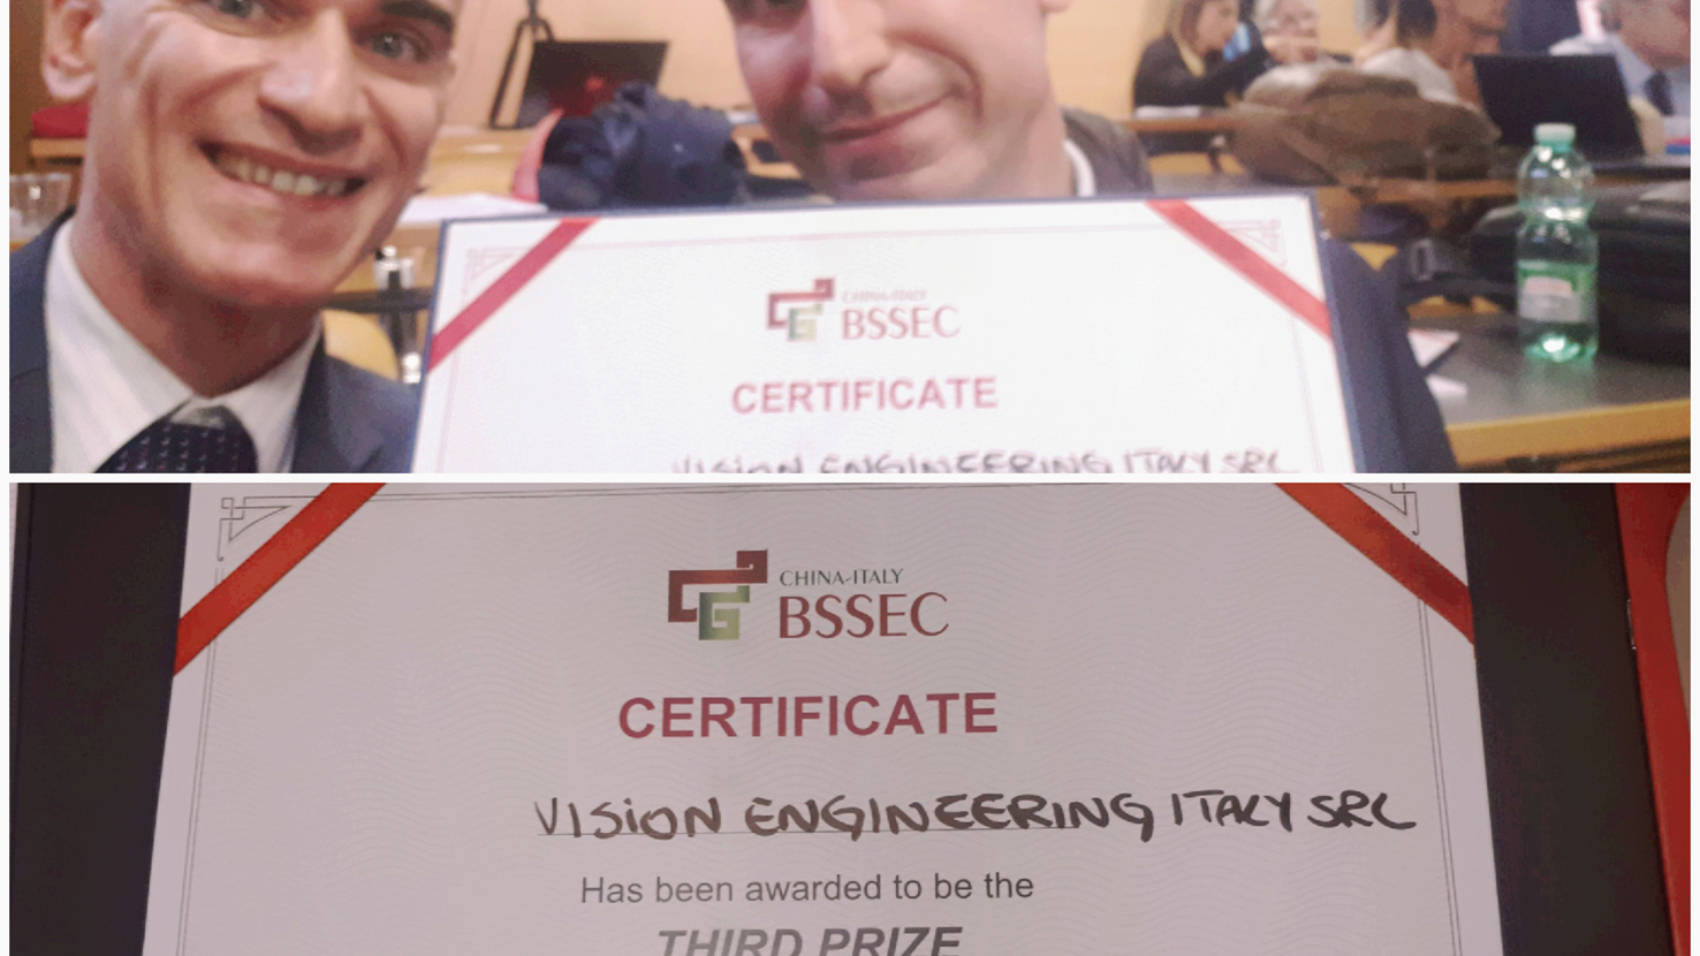 CHINA-ITALY
BSSEC
CERTIFICATE
VISION ENGINEERING ITALY SRL
CHINA-ITALY
BSSEC
CERTIFICATE
VISION ENGINEERING ITALY SRL
Has been awarded to be the
THIRD PRIZE